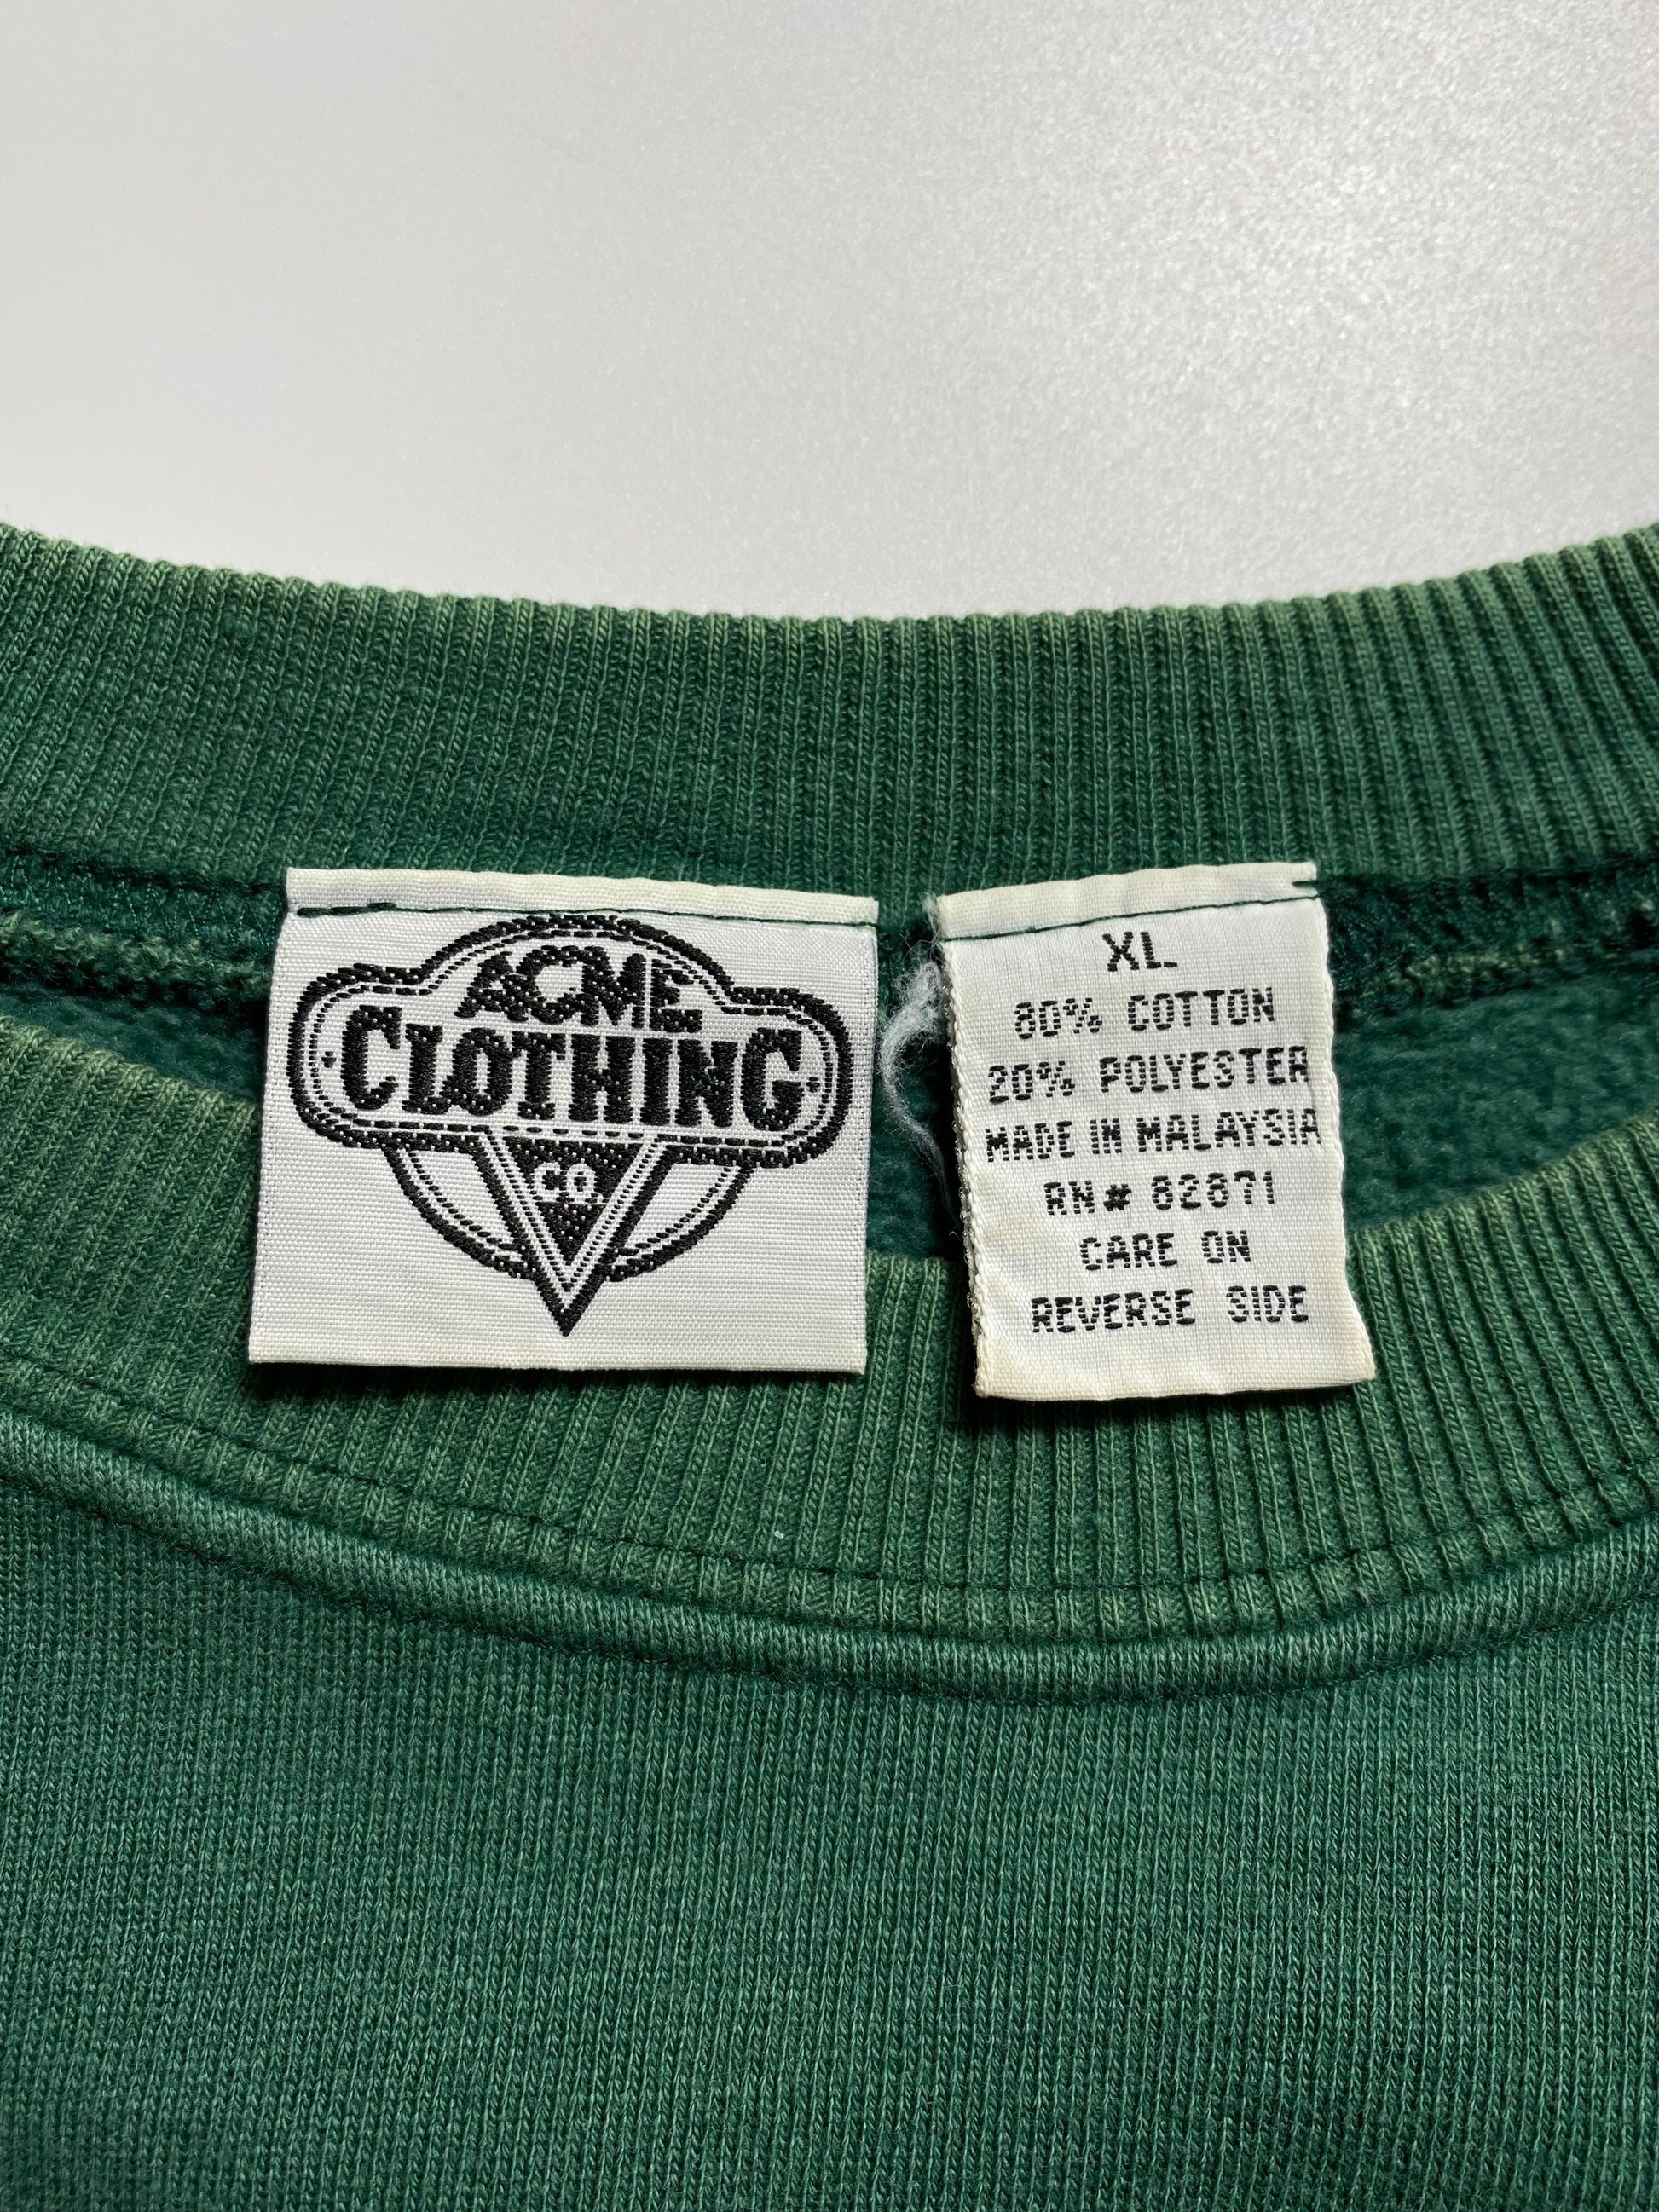 ACME
CLOTHING
CO.
XL
80% COTTON
20% POLYESTER
MADE IN MALAYSIA
RN# 82871
CARE ON
REVERSE SIDE